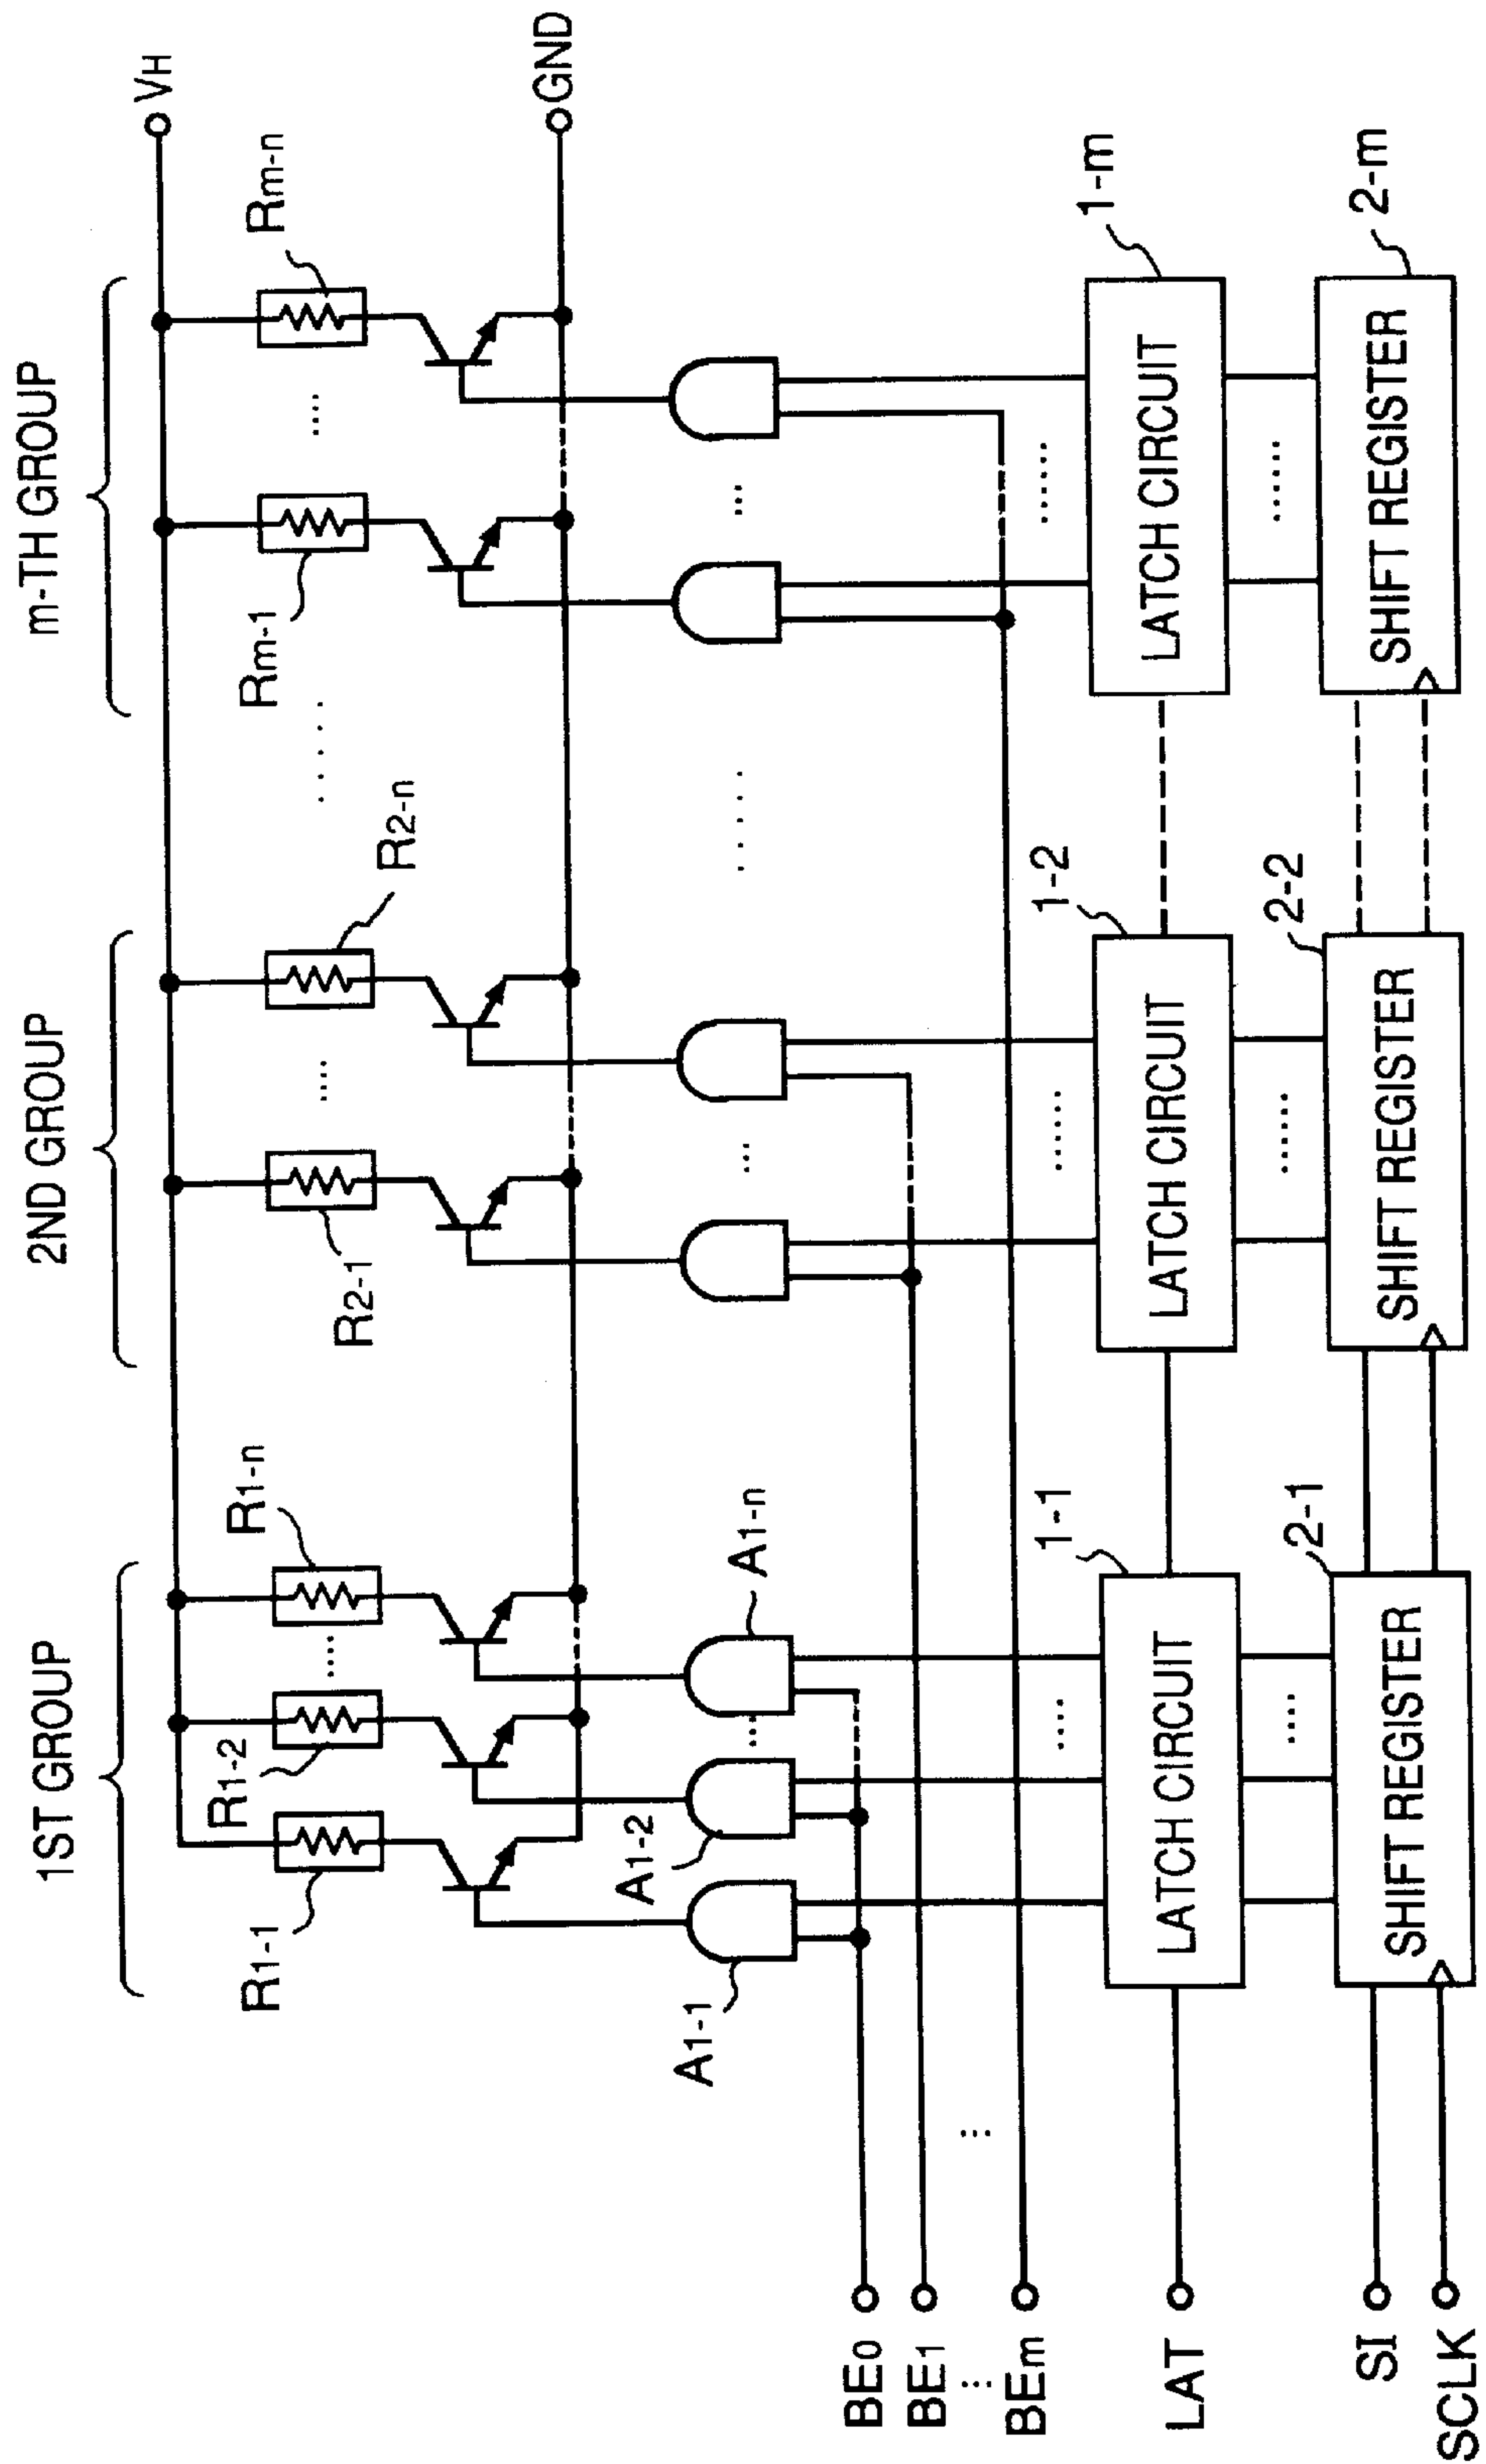 1ST GROUP
2ND GROUP
m-TH GROUP
VH
R1-1
R1-2
R1-n
R2-1
R2-n
Rm-1
Rm-n
GND
A1-1
A1-2
A1-n
BE0
BE1
BEm
LAT
1-1
LATCH CIRCUIT
1-2
LATCH CIRCUIT
1-m
LATCH CIRCUIT
SI
SCLK
2-1
SHIFT REGISTER
2-2
SHIFT REGISTER
2-m
SHIFT REGISTER